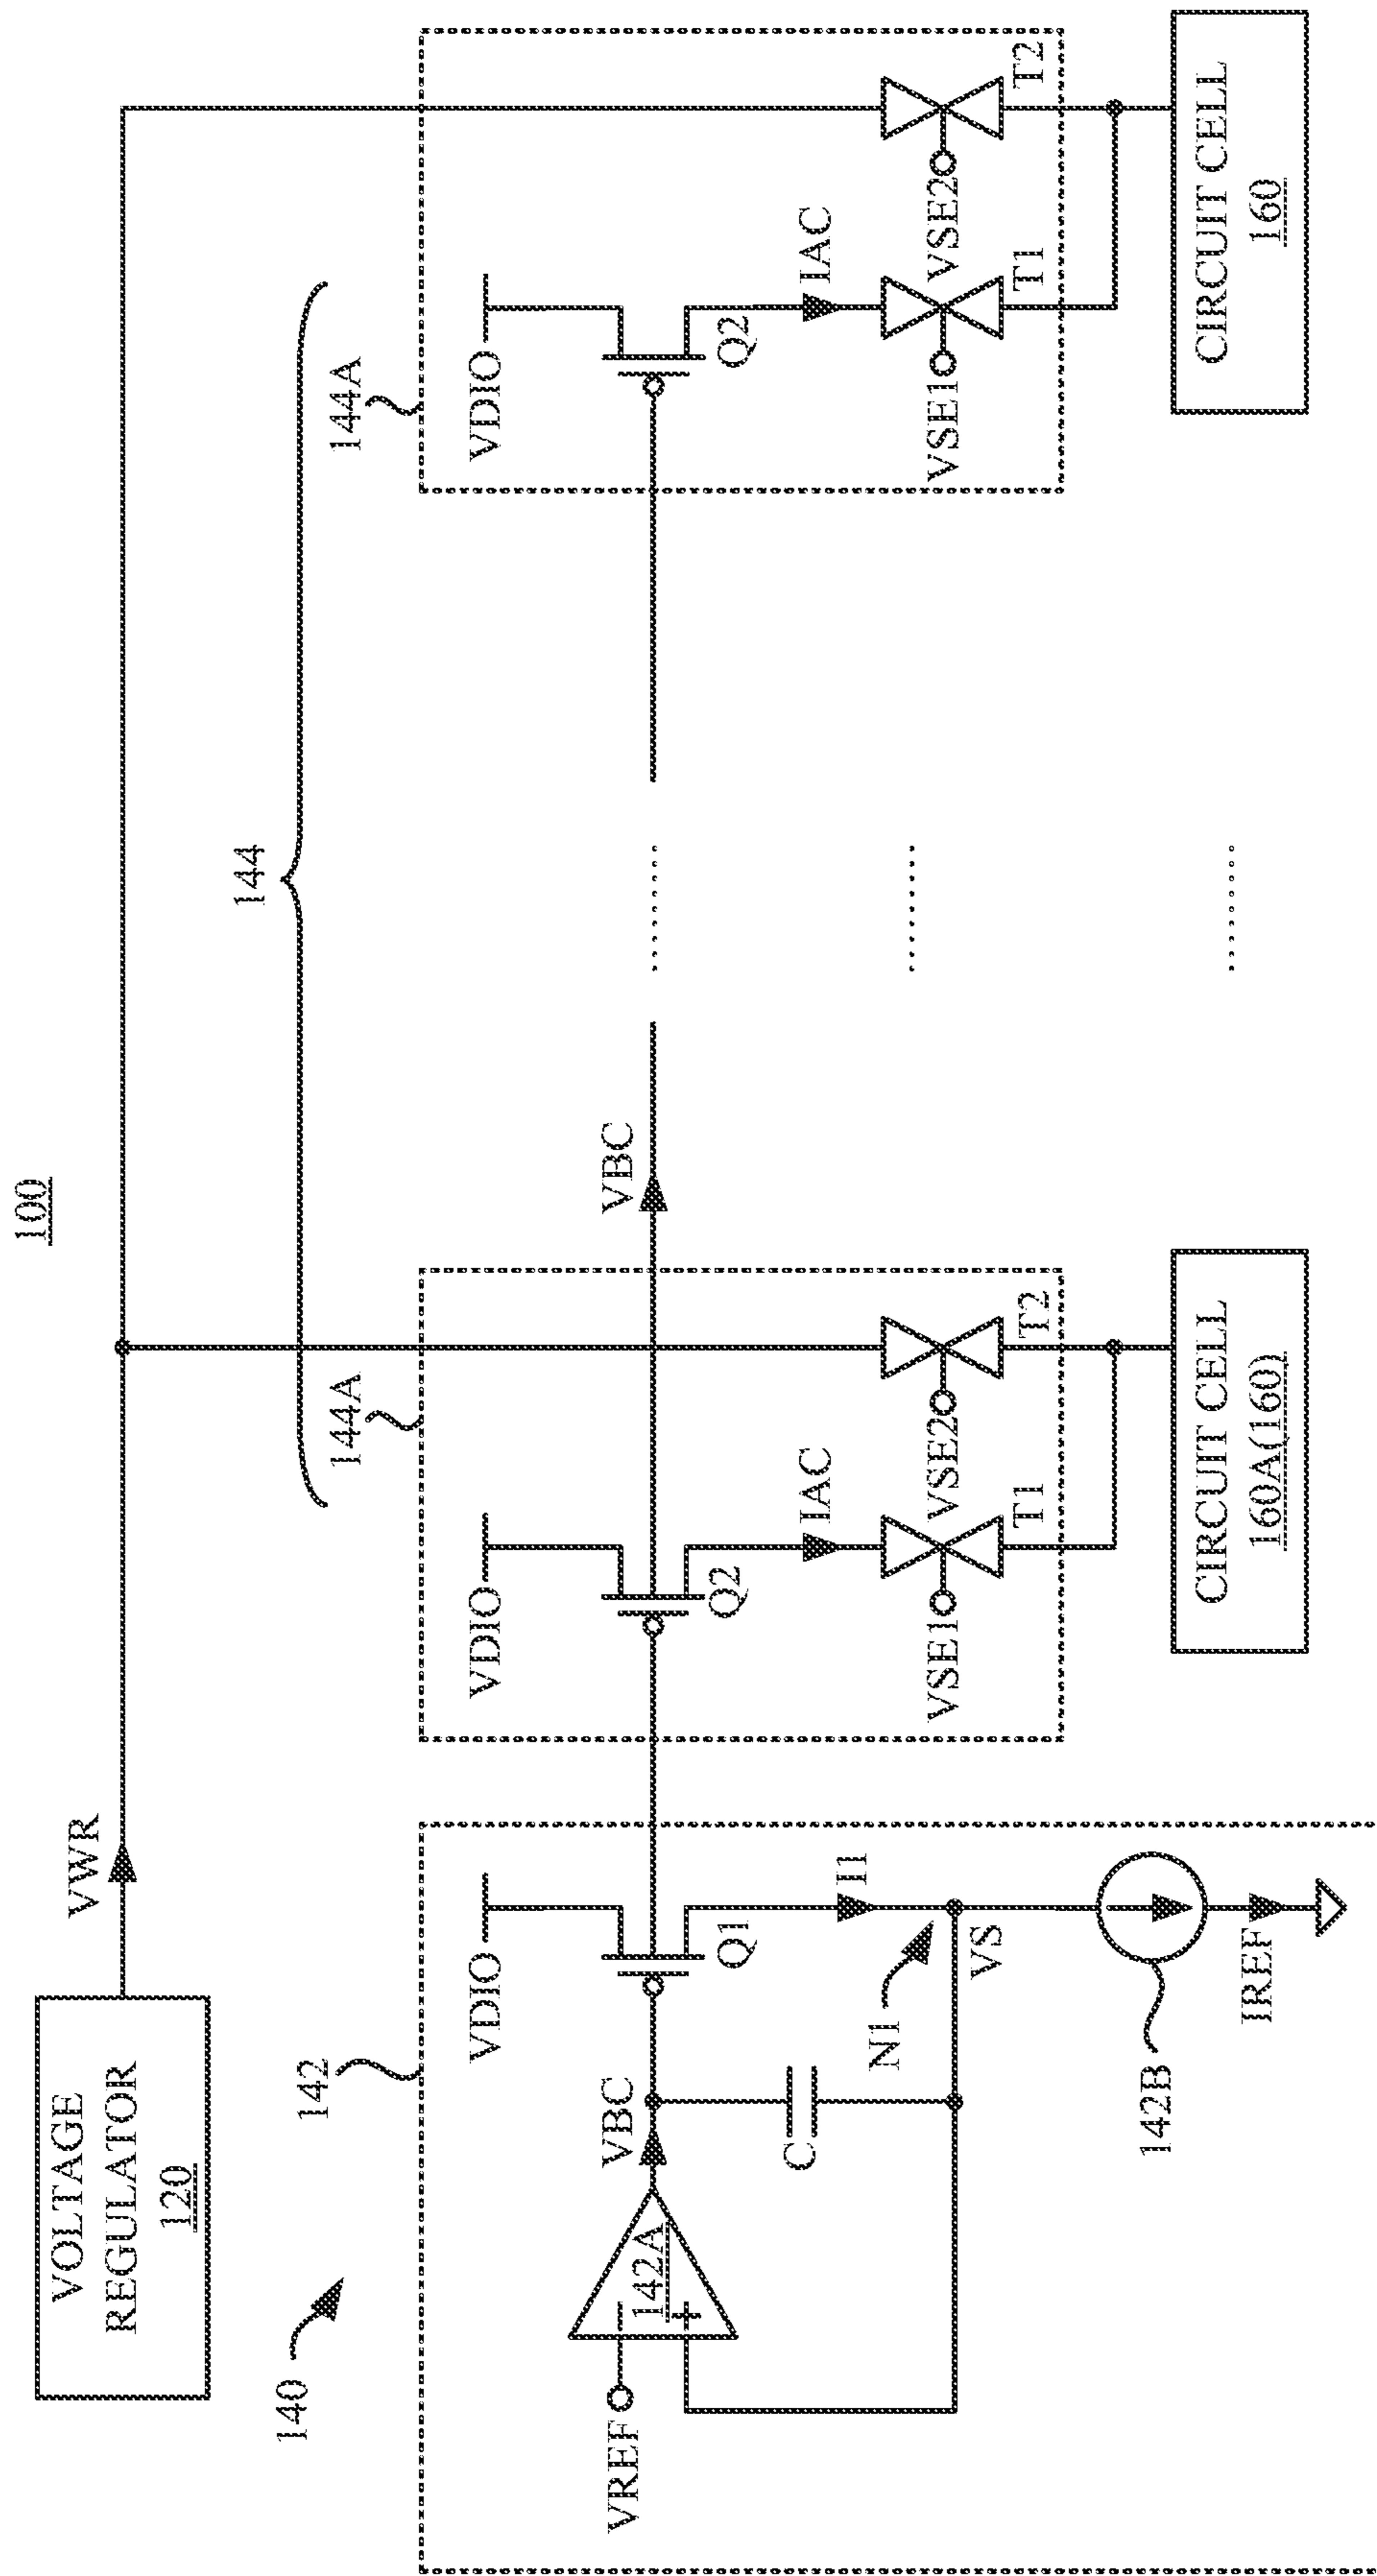 100
VOLTAGE
REGULATOR
120
VWR
140
142
144
144A
144A
VDIO
VDIO
VDIO
VREF
142A
−
+
VBC
VBC
Q1
Q2
Q2
C
I1
IAC
IAC
N1
VS
VSE1
VSE2
VSE1
VSE2
T1
T2
T1
T2
142B
IREF
CIRCUIT CELL
160A(160)
CIRCUIT CELL
160